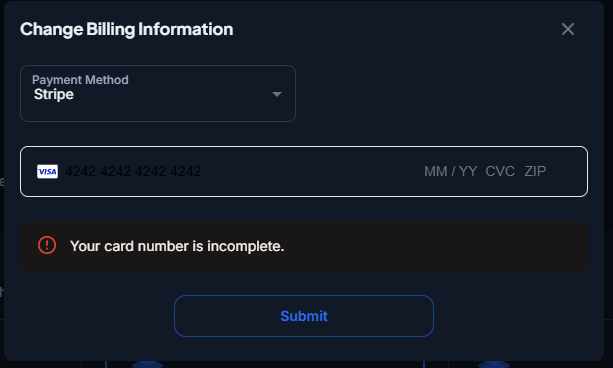 Change Billing Information
Payment Method
Stripe
VISA 4242 4242 4242 4242 MM / YY CVC ZIP
Your card number is incomplete.
Submit